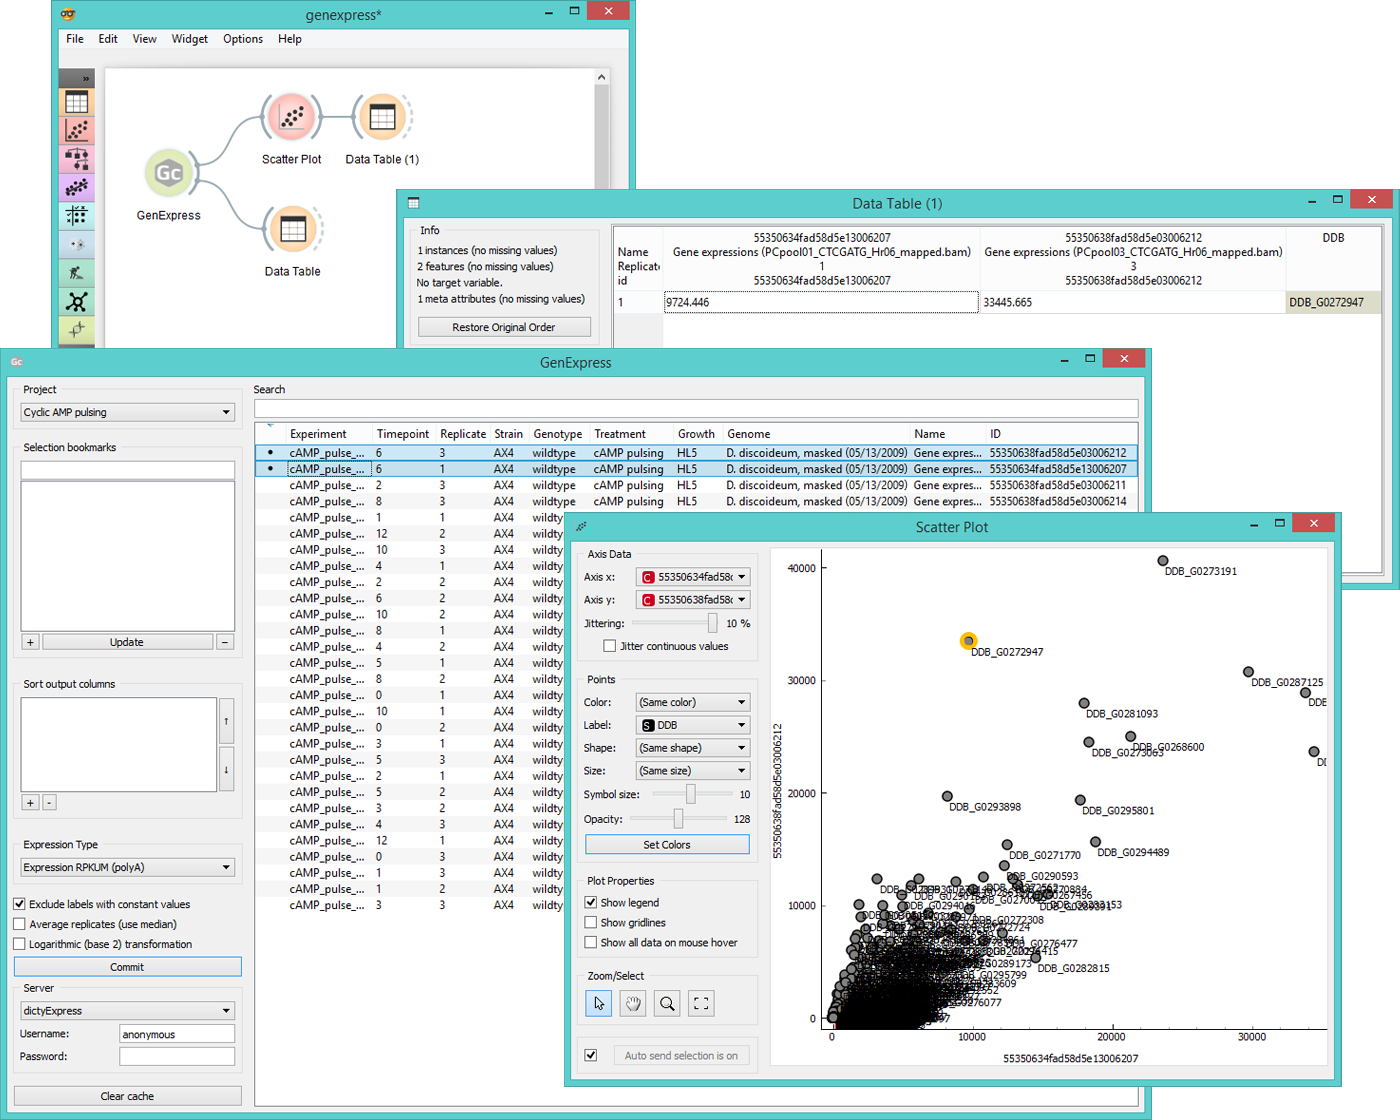 genexpress*
File Edit View Widget Options Help
»
Scatter Plot
Data Table (1)
Gc
GenExpress
Data Table
Data Table (1)
Info
1 instances (no missing values)
2 features (no missing values)
No target variable.
1 meta attributes (no missing values)
Restore Original Order
55350634fad58d5e13006207 55350638fad58d5e03006212 DDB
Name Gene expressions (PCpool01_CTCGATG_Hr06_mapped.bam) Gene expressions (PCpool03_CTCGATG_Hr06_mapped.bam)
Replicate 1 3
id 55350634fad58d5e13006207 55350638fad58d5e03006212
1 9724.446 33445.665 DDB_G0272947
Gc GenExpress
Project
Cyclic AMP pulsing
Selection bookmarks
+ Update −
Sort output columns
↑
↓
+ -
Expression Type
Expression RPKUM (polyA)
Exclude labels with constant values
Average replicates (use median)
Logarithmic (base 2) transformation
Commit
Server
dictyExpress
Username: anonymous
Password:
Clear cache
Search
Experiment Timepoint Replicate Strain Genotype Treatment Growth Genome Name ID
cAMP_pulse_... 6 3 AX4 wildtype cAMP pulsing HL5 D. discoideum, masked (05/13/2009) Gene expres... 55350638fad58d5e03006212
cAMP_pulse_... 6 1 AX4 wildtype cAMP pulsing HL5 D. discoideum, masked (05/13/2009) Gene expres... 55350634fad58d5e13006207
cAMP_pulse_... 2 3 AX4 wildtype cAMP pulsing HL5 D. discoideum, masked (05/13/2009) Gene expres... 55350638fad58d5e03006211
cAMP_pulse_... 8 3 AX4 wildtype cAMP pulsing HL5 D. discoideum, masked (05/13/2009) Gene expres... 55350638fad58d5e03006214
cAMP_pulse_... 1 1 AX4 wildty
cAMP_pulse_... 12 2 AX4 wildty
cAMP_pulse_... 10 3 AX4 wildty
cAMP_pulse_... 4 1 AX4 wildty
cAMP_pulse_... 2 2 AX4 wildty
cAMP_pulse_... 6 2 AX4 wildty
cAMP_pulse_... 10 2 AX4 wildty
cAMP_pulse_... 8 1 AX4 wildty
cAMP_pulse_... 4 2 AX4 wildty
cAMP_pulse_... 5 1 AX4 wildty
cAMP_pulse_... 8 2 AX4 wildty
cAMP_pulse_... 0 1 AX4 wildty
cAMP_pulse_... 10 1 AX4 wildty
cAMP_pulse_... 0 2 AX4 wildty
cAMP_pulse_... 3 1 AX4 wildty
cAMP_pulse_... 5 3 AX4 wildty
cAMP_pulse_... 2 1 AX4 wildty
cAMP_pulse_... 5 2 AX4 wildty
cAMP_pulse_... 3 2 AX4 wildty
cAMP_pulse_... 4 3 AX4 wildty
cAMP_pulse_... 12 1 AX4 wildty
cAMP_pulse_... 0 3 AX4 wildty
cAMP_pulse_... 1 3 AX4 wildty
cAMP_pulse_... 1 2 AX4 wildty
cAMP_pulse_... 3 3 AX4 wildty
Scatter Plot
Axis Data
Axis x: C 55350634fad58
Axis y: C 55350638fad58
Jittering: 10 %
Jitter continuous values
Points
Color: (Same color)
Label: S DDB
Shape: (Same shape)
Size: (Same size)
Symbol size: 10
Opacity: 128
Set Colors
Plot Properties
Show legend
Show gridlines
Show all data on mouse hover
Zoom/Select
Auto send selection is on
40000
30000
20000
10000
0
55350638fad58d5e03006212
DDB_G0273191
DDB_G0272947
DDB_G0287125
DDB
DDB_G0281093
DDB_G0268600
DDB_G0273063
DDB_G0293898
DDB_G0295801
DDB_G0294489
DDB_G0271770
DDB_G0290593
DDB_G0272308
DDB_G0276477
DDB_G0282815
0 10000 20000 30000
55350634fad58d5e13006207